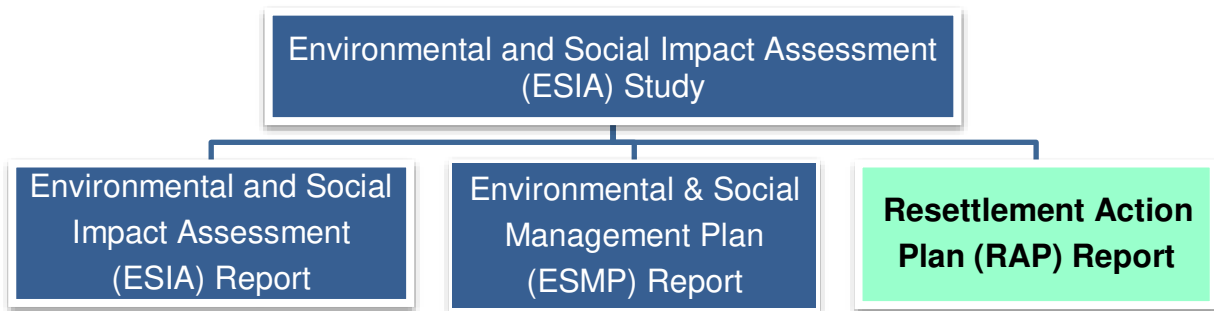 Environmental and Social Impact Assessment
(ESIA) Study
Environmental and Social
Impact Assessment
(ESIA) Report
Environmental & Social
Management Plan
(ESMP) Report
Resettlement Action
Plan (RAP) Report